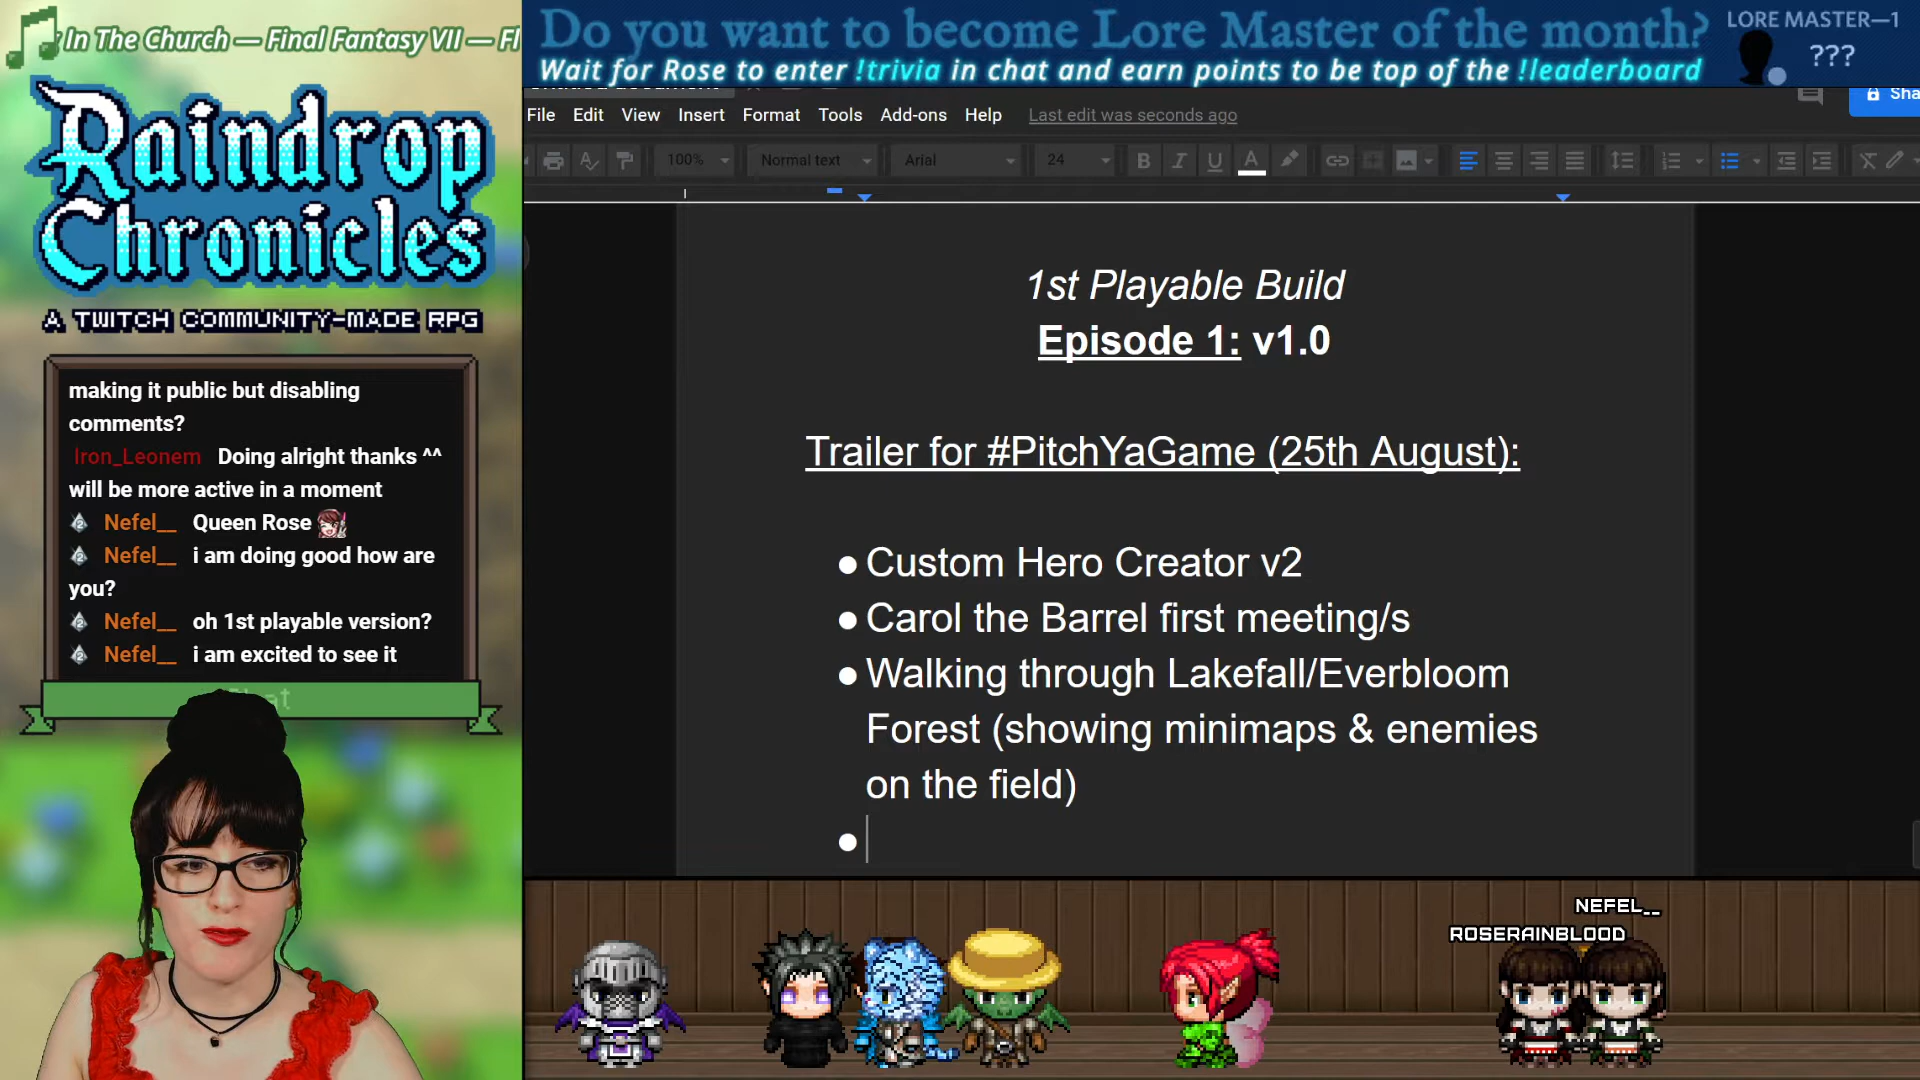 In The Church — Final Fantasy VII — Fi
Raindrop
Chronicles
A TWITCH COMMUNITY-MADE RPG
making it public but disabling
comments?
Iron_Leonem Doing alright thanks ^^
will be more active in a moment
Nefel__ Queen Rose
Nefel__ i am doing good how are
you?
Nefel__ oh 1st playable version?
Nefel__ i am excited to see it
Do you want to become Lore Master of the month?
Wait for Rose to enter !trivia in chat and earn points to be top of the !leaderboard
LORE MASTER—1
???
Sha
File Edit View Insert Format Tools Add-ons Help Last edit was seconds ago
100% Normal text Arial 24 B I U A
1st Playable Build
Episode 1: v1.0
Trailer for #PitchYaGame (25th August):
● Custom Hero Creator v2
● Carol the Barrel first meeting/s
● Walking through Lakefall/Everbloom
Forest (showing minimaps & enemies
on the field)
●
NEFEL__
ROSERAINBLOOD